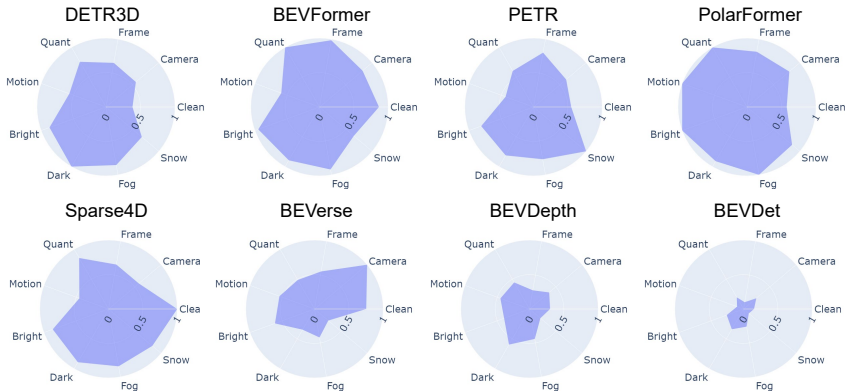 DETR3D
BEVFormer
PETR
PolarFormer
Quant
Frame
Camera
Motion
Clean
0
0.5
1
Bright
Snow
Dark
Fog
Quant
Frame
Camera
Motion
Clean
0
0.5
1
Bright
Snow
Dark
Fog
Quant
Frame
Camera
Motion
Clean
0
0.5
1
Bright
Snow
Dark
Fog
Quant
Frame
Camera
Motion
Clean
0
0.5
1
Bright
Snow
Dark
Fog
Sparse4D
BEVerse
BEVDepth
BEVDet
Quant
Frame
Camera
Motion
Clea
0
0.5
1
Bright
Snow
Dark
Fog
Quant
Frame
Camera
Motion
Clean
0
0.5
1
Bright
Snow
Dark
Fog
Quant
Frame
Camera
Motion
Clean
0
0.5
1
Bright
Snow
Dark
Fog
Quant
Frame
Camera
Motion
Clean
0
0.5
1
Bright
Snow
Dark
Fog